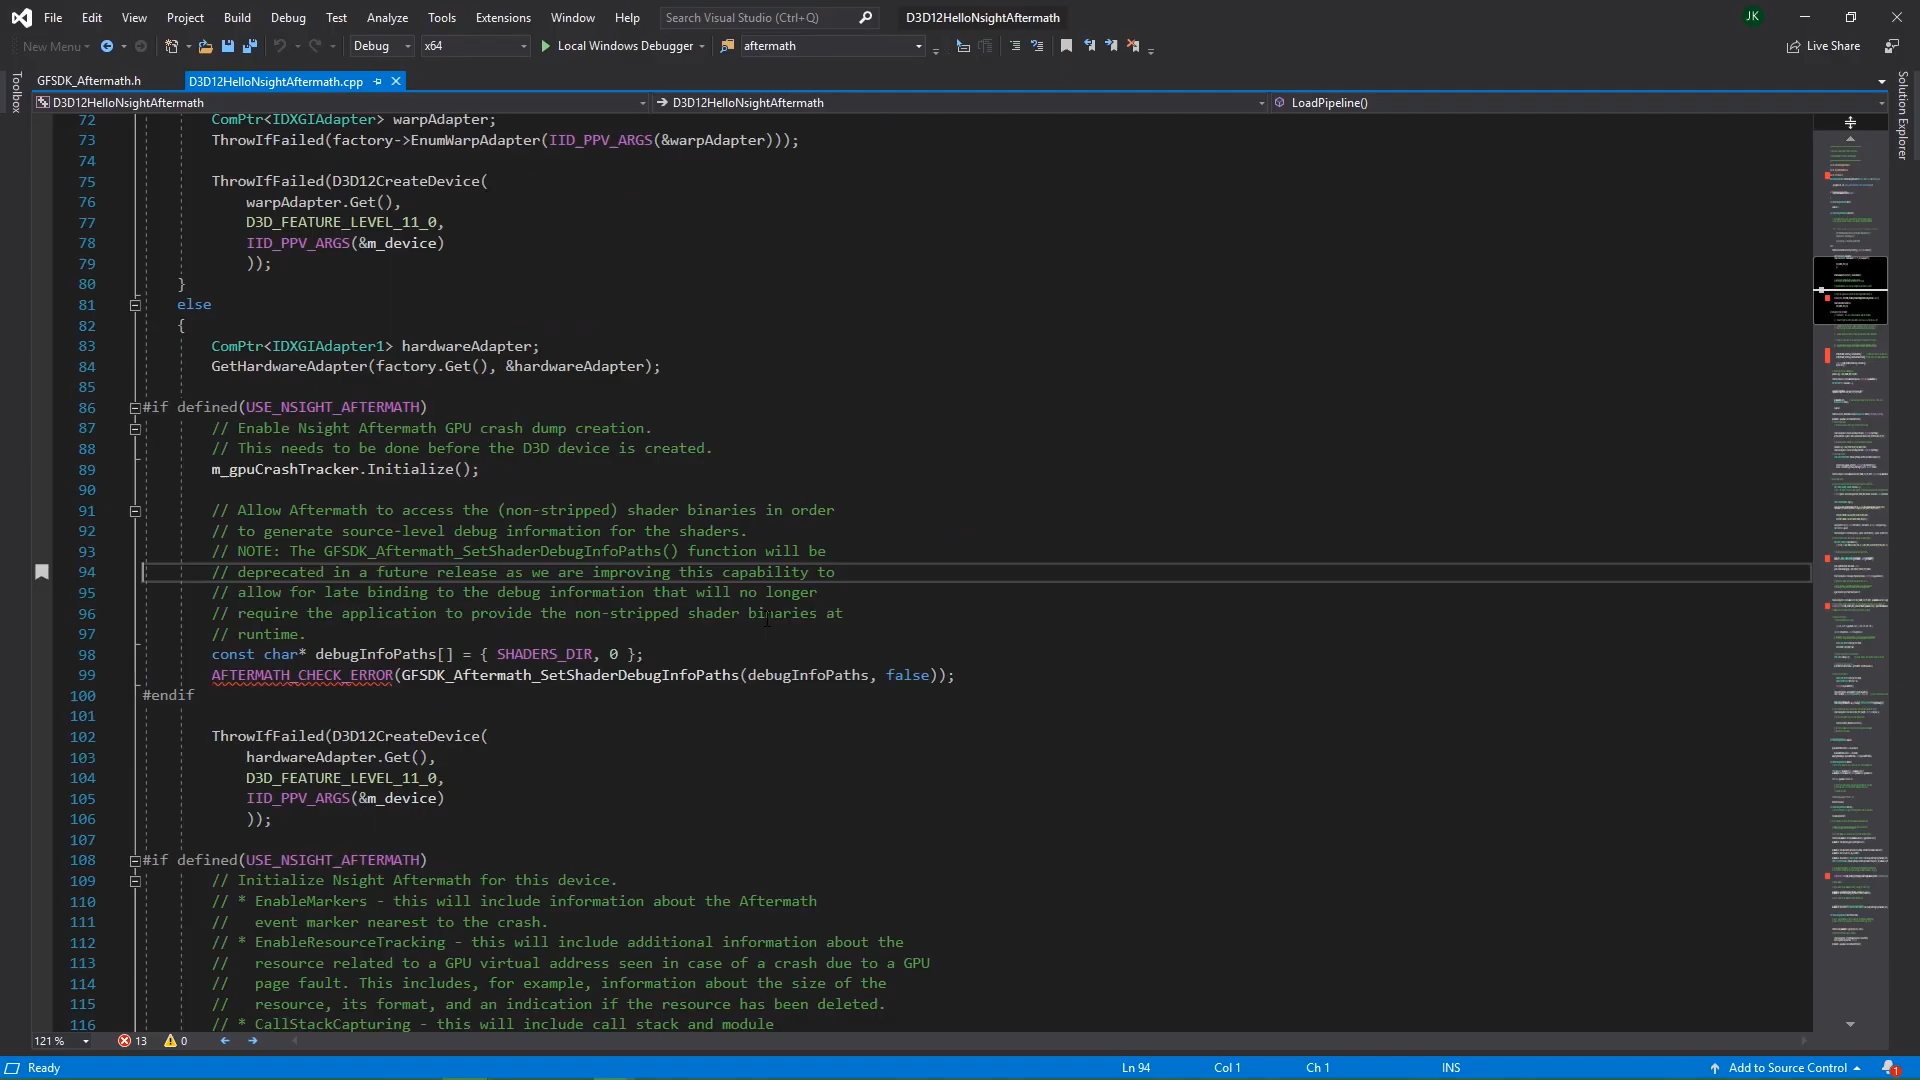 File Edit View Project Build Debug Test Analyze Tools Extensions Window Help Search Visual Studio (Ctrl+Q) D3D12HelloNsightAftermath JK
New Menu Debug x64 Local Windows Debugger aftermath Live Share
Toolbox
GFSDK_Aftermath.h D3D12HelloNsightAftermath.cpp
D3D12HelloNsightAftermath D3D12HelloNsightAftermath LoadPipeline()
Solution Explorer
72 ComPtr<IDXGIAdapter> warpAdapter;
73 ThrowIfFailed(factory->EnumWarpAdapter(IID_PPV_ARGS(&warpAdapter)));
74
75 ThrowIfFailed(D3D12CreateDevice(
76 warpAdapter.Get(),
77 D3D_FEATURE_LEVEL_11_0,
78 IID_PPV_ARGS(&m_device)
79 ));
80 }
81 else
82 {
83 ComPtr<IDXGIAdapter1> hardwareAdapter;
84 GetHardwareAdapter(factory.Get(), &hardwareAdapter);
85
86 #if defined(USE_NSIGHT_AFTERMATH)
87 // Enable Nsight Aftermath GPU crash dump creation.
88 // This needs to be done before the D3D device is created.
89 m_gpuCrashTracker.Initialize();
90
91 // Allow Aftermath to access the (non-stripped) shader binaries in order
92 // to generate source-level debug information for the shaders.
93 // NOTE: The GFSDK_Aftermath_SetShaderDebugInfoPaths() function will be
94 // deprecated in a future release as we are improving this capability to
95 // allow for late binding to the debug information that will no longer
96 // require the application to provide the non-stripped shader binaries at
97 // runtime.
98 const char* debugInfoPaths[] = { SHADERS_DIR, 0 };
99 AFTERMATH_CHECK_ERROR(GFSDK_Aftermath_SetShaderDebugInfoPaths(debugInfoPaths, false));
100 #endif
101
102 ThrowIfFailed(D3D12CreateDevice(
103 hardwareAdapter.Get(),
104 D3D_FEATURE_LEVEL_11_0,
105 IID_PPV_ARGS(&m_device)
106 ));
107
108 #if defined(USE_NSIGHT_AFTERMATH)
109 // Initialize Nsight Aftermath for this device.
110 // * EnableMarkers - this will include information about the Aftermath
111 // event marker nearest to the crash.
112 // * EnableResourceTracking - this will include additional information about the
113 // resource related to a GPU virtual address seen in case of a crash due to a GPU
114 // page fault. This includes, for example, information about the size of the
115 // resource, its format, and an indication if the resource has been deleted.
116 // * CallStackCapturing - this will include call stack and module
121 % 13 0
Ready Ln 94 Col 1 Ch 1 INS Add to Source Control 1